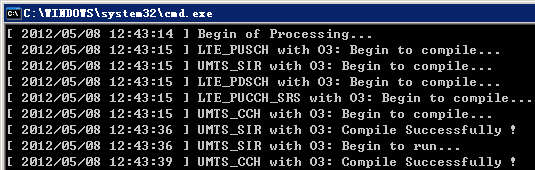 C:\WINDOWS\system32\cmd.exe
[ 2012/05/08 12:43:14 ] Begin of Processing...
[ 2012/05/08 12:43:15 ] LTE_PUSCH with O3: Begin to compile...
[ 2012/05/08 12:43:15 ] UMTS_SIR with O3: Begin to compile...
[ 2012/05/08 12:43:15 ] LTE_PDSCH with O3: Begin to compile...
[ 2012/05/08 12:43:15 ] LTE_PUCCH_SRS with O3: Begin to compile...
[ 2012/05/08 12:43:15 ] UMTS_CCH with O3: Begin to compile...
[ 2012/05/08 12:43:36 ] UMTS_SIR with O3: Compile Successfully !
[ 2012/05/08 12:43:36 ] UMTS_SIR with O3: Begin to run...
[ 2012/05/08 12:43:39 ] UMTS_CCH with O3: Compile Successfully !